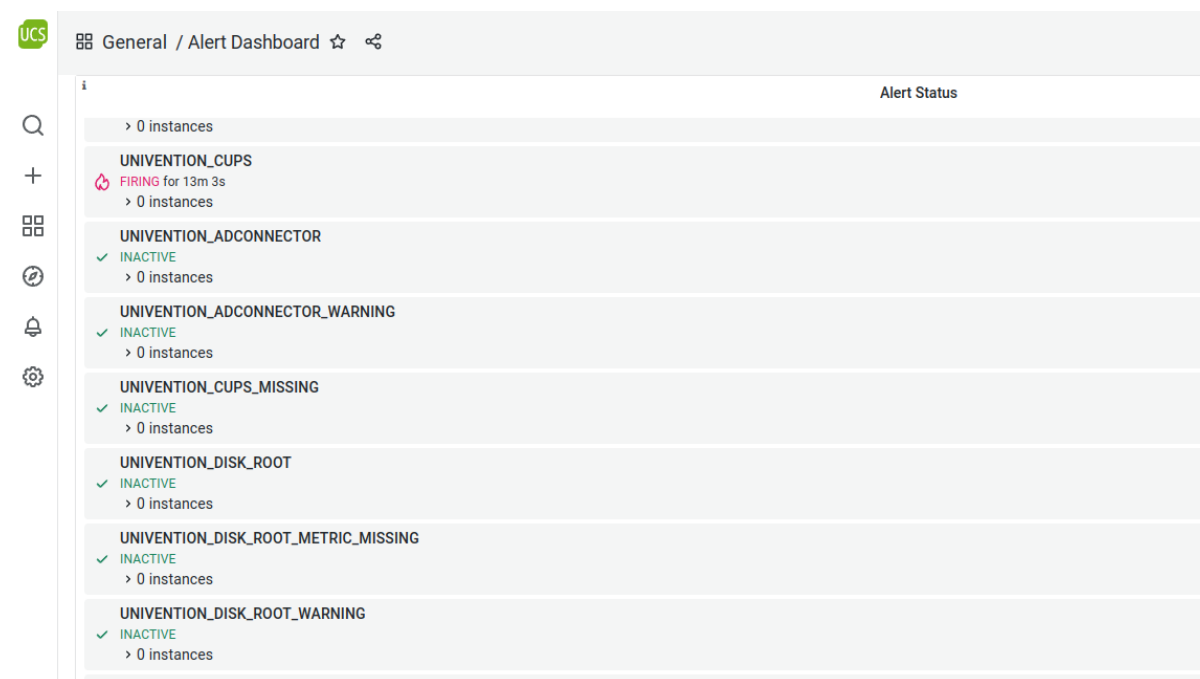 UCS
General / Alert Dashboard
i
Alert Status
> 0 instances
UNIVENTION_CUPS
FIRING for 13m 3s
> 0 instances
UNIVENTION_ADCONNECTOR
INACTIVE
> 0 instances
UNIVENTION_ADCONNECTOR_WARNING
INACTIVE
> 0 instances
UNIVENTION_CUPS_MISSING
INACTIVE
> 0 instances
UNIVENTION_DISK_ROOT
INACTIVE
> 0 instances
UNIVENTION_DISK_ROOT_METRIC_MISSING
INACTIVE
> 0 instances
UNIVENTION_DISK_ROOT_WARNING
INACTIVE
> 0 instances